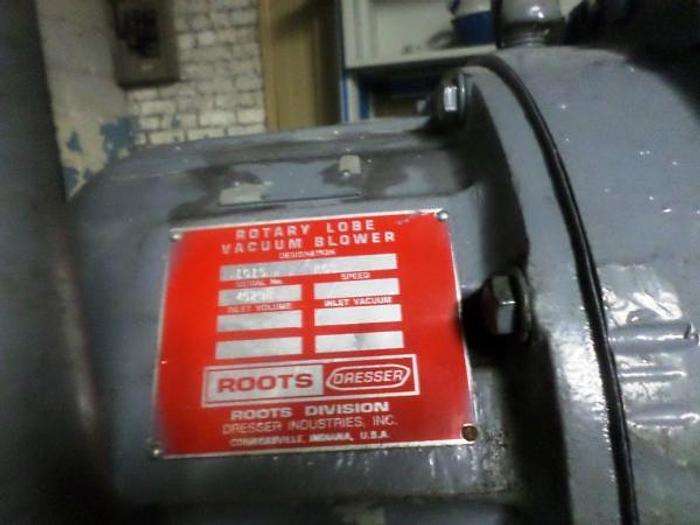 ROTARY LOBE
VACUUM BLOWER
DESIGNATION
SERIAL No. SPEED
INLET VOLUME INLET VACUUM
ROOTS DRESSER
ROOTS DIVISION
DRESSER INDUSTRIES, INC.
CONNERSVILLE, INDIANA, U.S.A.